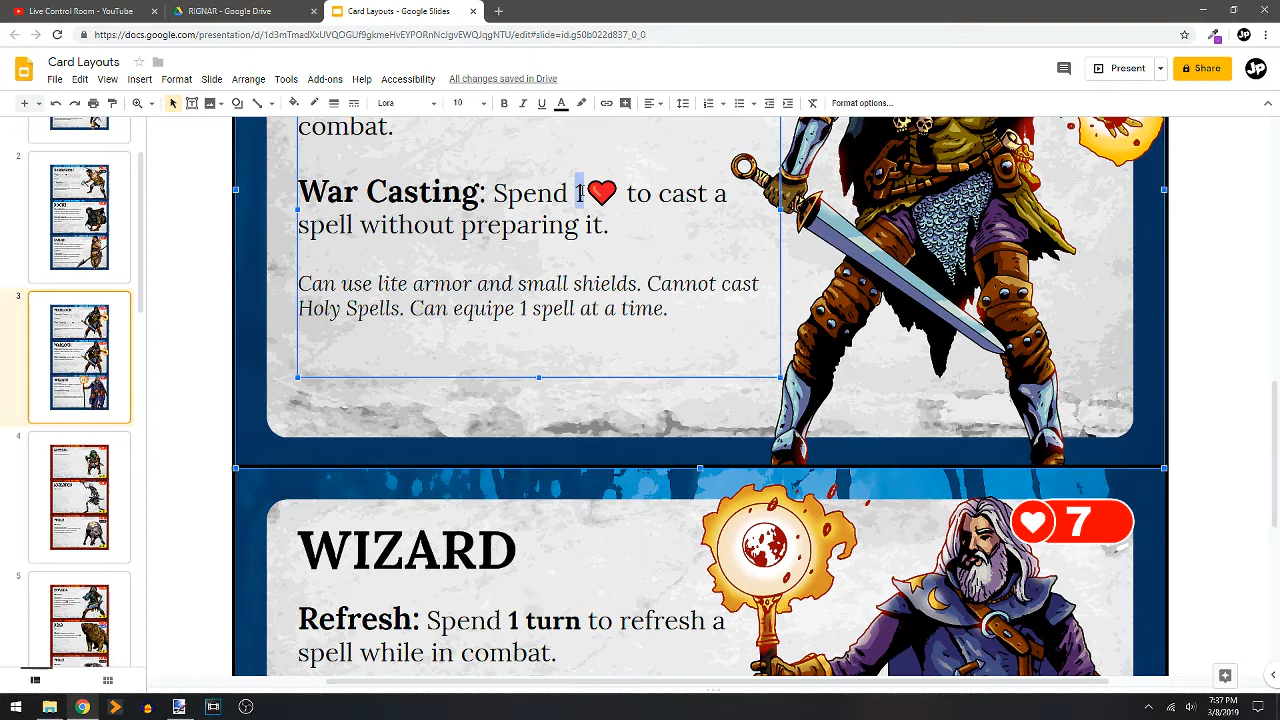 Live Control Room - YouTube
RIGNAR - Google Drive
Card Layouts - Google Slides
https://docs.google.com/presentation/d/1d3mTmadXxUVQOGUf9gkmeHvEYPORnNcJgvEWQJqgNTU/edit#slide=id.g50b022d837_0_0
Card Layouts
File Edit View Insert Format Slide Arrange Tools Add-ons Help Accessibility All changes saved in Drive
Present
Share
Lora 10 B I U A Format options...
combat.
War Casting: Spend 1❤ to cast a
spell without preparing it.
Can use lite armor and small shields. Cannot cast
Holy Spells. Can equipe 1 spell at a time.
WIZARD
7
Refresh: Spend 1 turn to refresh a
spell while in combat.
2
3
4
5
7:37 PM
3/8/2019